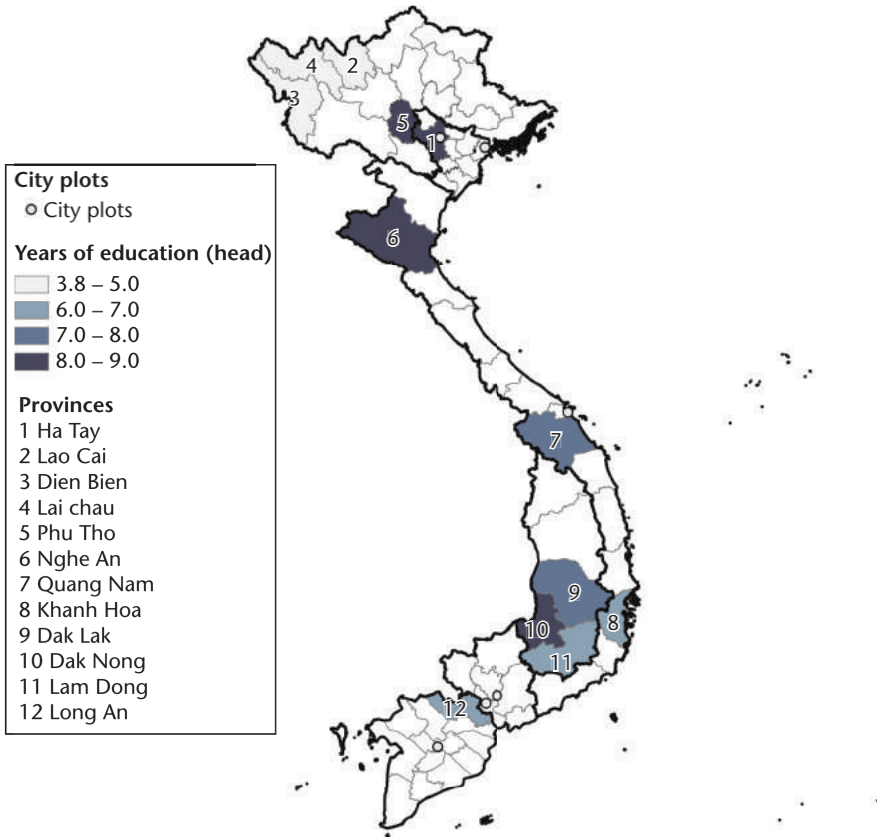 4
2
3
5
1
City plots
City plots
6
Years of education (head)
3.8 – 5.0
6.0 – 7.0
7.0 – 8.0
8.0 – 9.0
Provinces
1 Ha Tay
2 Lao Cai
3 Dien Bien
4 Lai chau
5 Phu Tho
6 Nghe An
7 Quang Nam
8 Khanh Hoa
9 Dak Lak
10 Dak Nong
11 Lam Dong
12 Long An
7
9
8
10
11
12